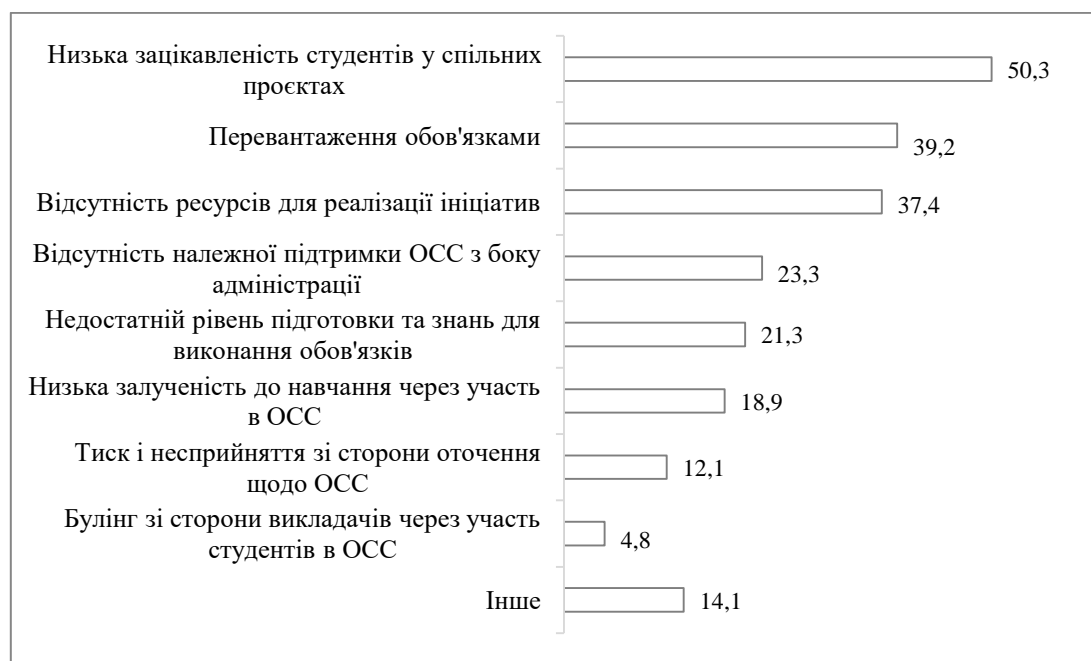 Низька зацікавленість студентів у спільних
проєктах
50,3
Перевантаження обов'язками
39,2
Відсутність ресурсів для реалізації ініціатив
37,4
Відсутність належної підтримки ОСС з боку
адміністрації
23,3
Недостатній рівень підготовки та знань для
виконання обов'язків
21,3
Низька залученість до навчання через участь
в ОСС
18,9
Тиск і несприйняття зі сторони оточення
щодо ОСС
12,1
Булінг зі сторони викладачів через участь
студентів в ОСС
4,8
Інше
14,1